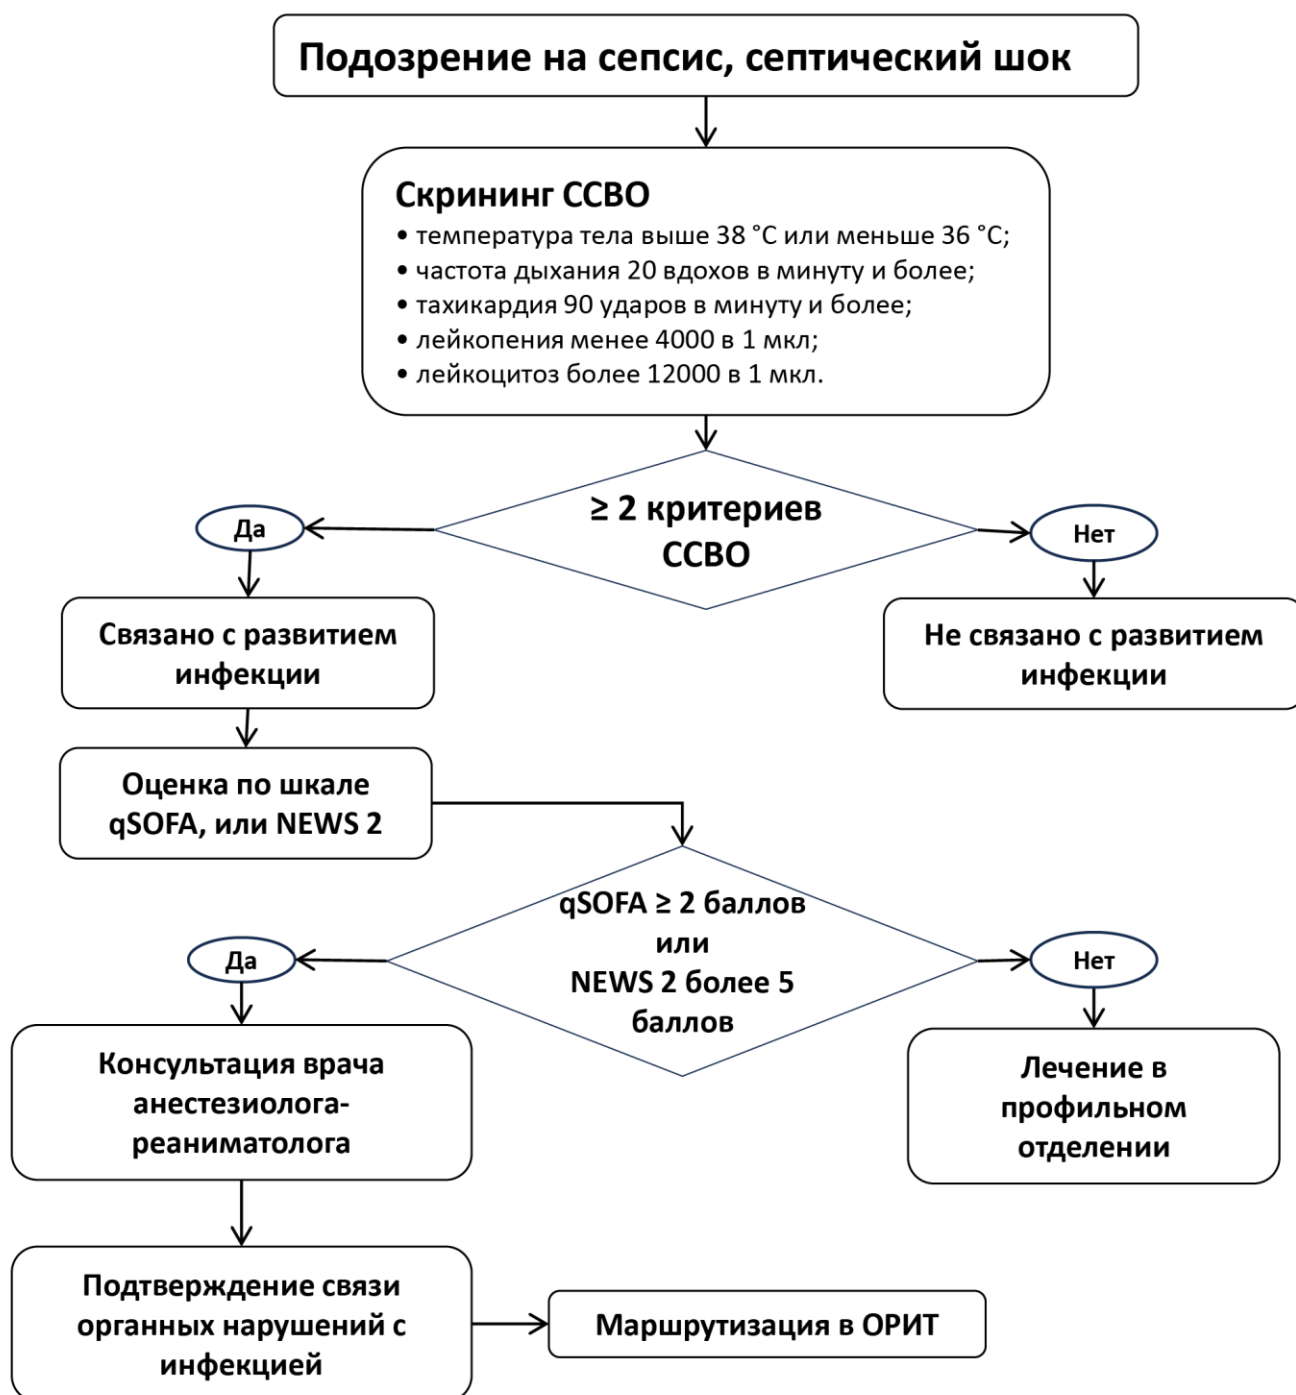 Подозрение на сепсис, септический шок
Скрининг ССВО
• температура тела выше 38 °C или меньше 36 °C;
• частота дыхания 20 вдохов в минуту и более;
• тахикардия 90 ударов в минуту и более;
• лейкопения менее 4000 в 1 мкл;
• лейкоцитоз более 12000 в 1 мкл.
≥ 2 критериев
ССВО
Да
Нет
Связано с развитием
инфекции
Не связано с развитием
инфекции
Оценка по шкале
qSOFA, или NEWS 2
qSOFA ≥ 2 баллов
или
NEWS 2 более 5
баллов
Да
Нет
Консультация врача
анестезиолога-
реаниматолога
Лечение в
профильном
отделении
Подтверждение связи
органных нарушений с
инфекцией
Маршрутизация в ОРИТ